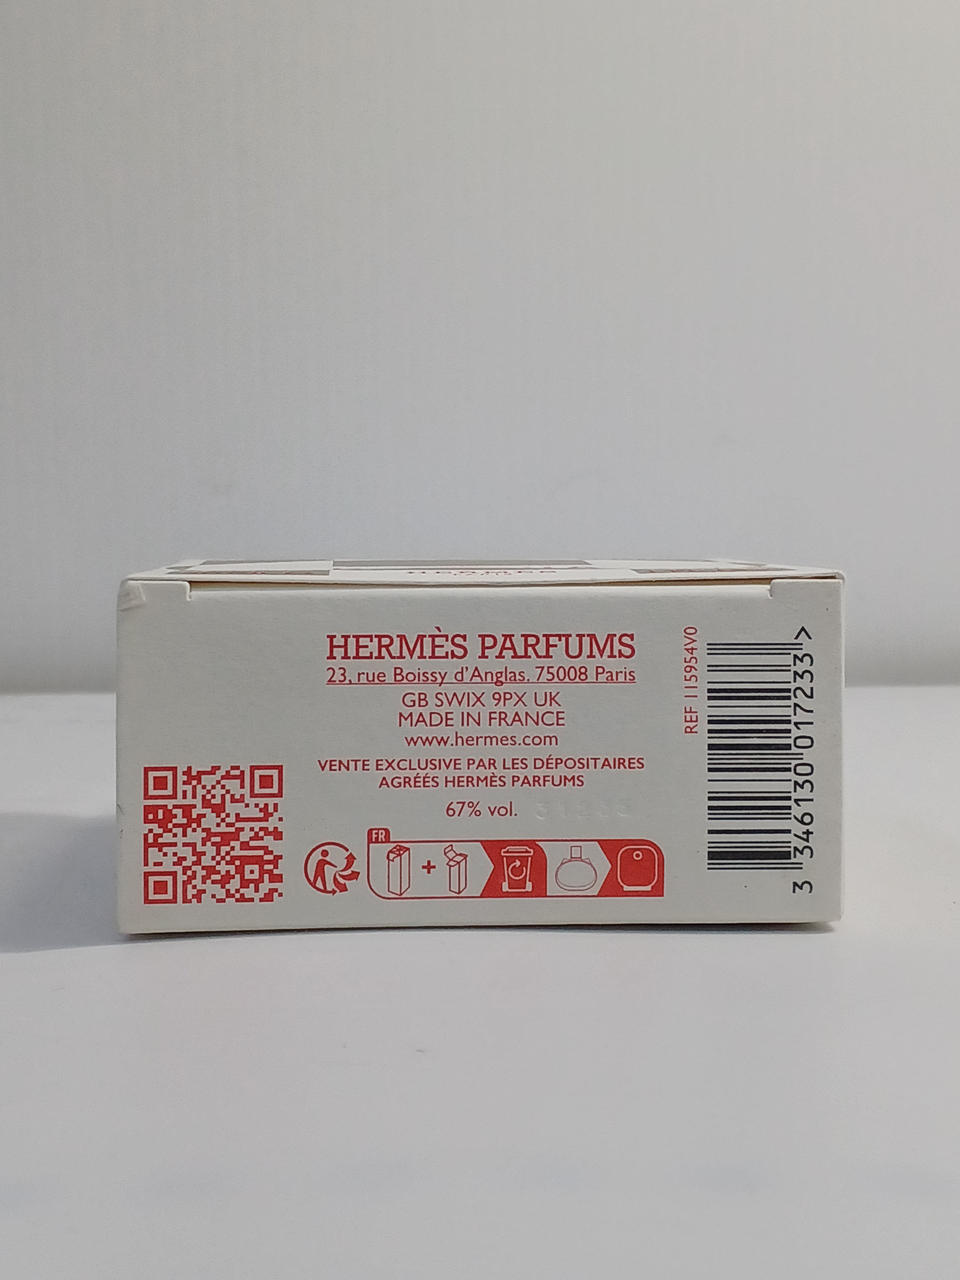 HERMÈS PARFUMS
23, rue Boissy d'Anglas. 75008 Paris
GB SWIX 9PX UK
MADE IN FRANCE
www.hermes.com
VENTE EXCLUSIVE PAR LES DÉPOSITAIRES
AGRÉÉS HERMÈS PARFUMS
67% vol.
FR
REF 115954V0
3 346130 017233 >